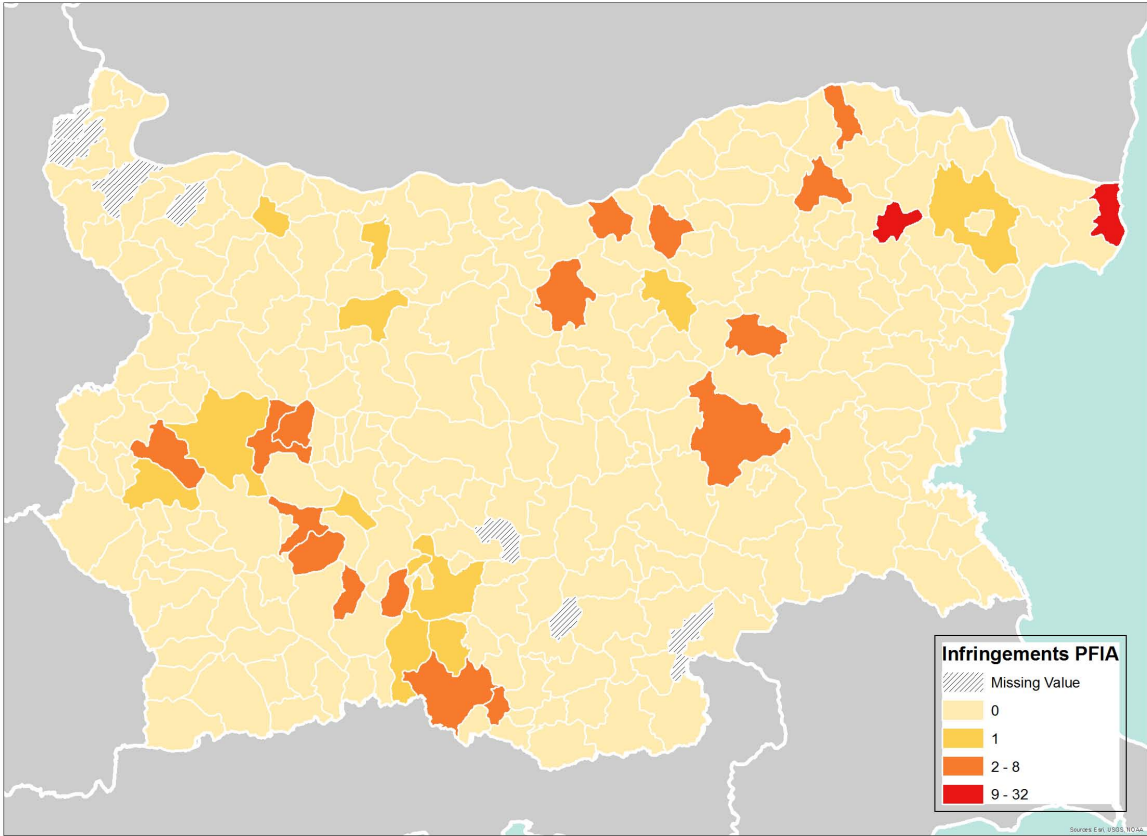 Infringements PFIA
Missing Value
0
1
2 - 8
9 - 32
Sources: Esri, USGS, NOAA